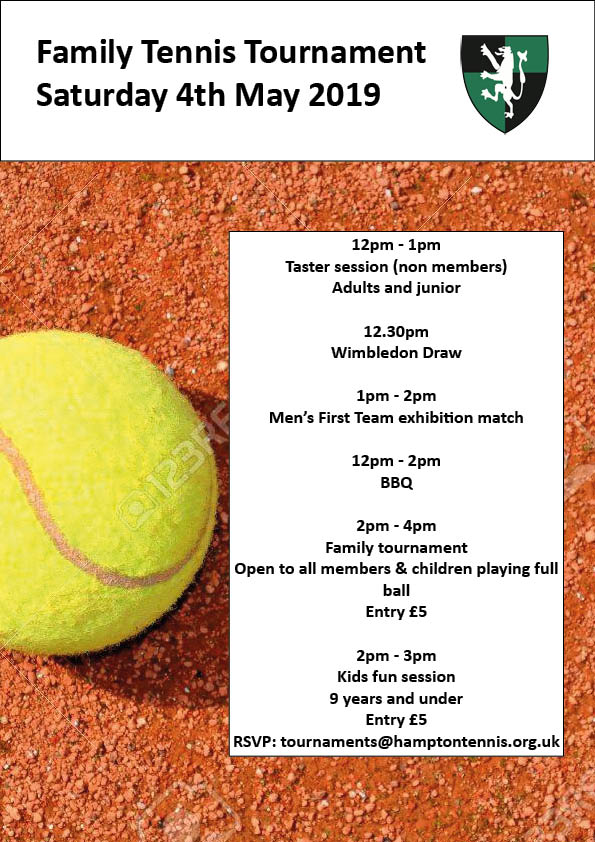 Family Tennis Tournament
Saturday 4th May 2019
12pm - 1pm
Taster session (non members)
Adults and junior
12.30pm
Wimbledon Draw
1pm - 2pm
Men's First Team exhibition match
12pm - 2pm
BBQ
2pm - 4pm
Family tournament
Open to all members & children playing full
ball
Entry £5
2pm - 3pm
Kids fun session
9 years and under
Entry £5
RSVP: tournaments@hamptontennis.org.uk